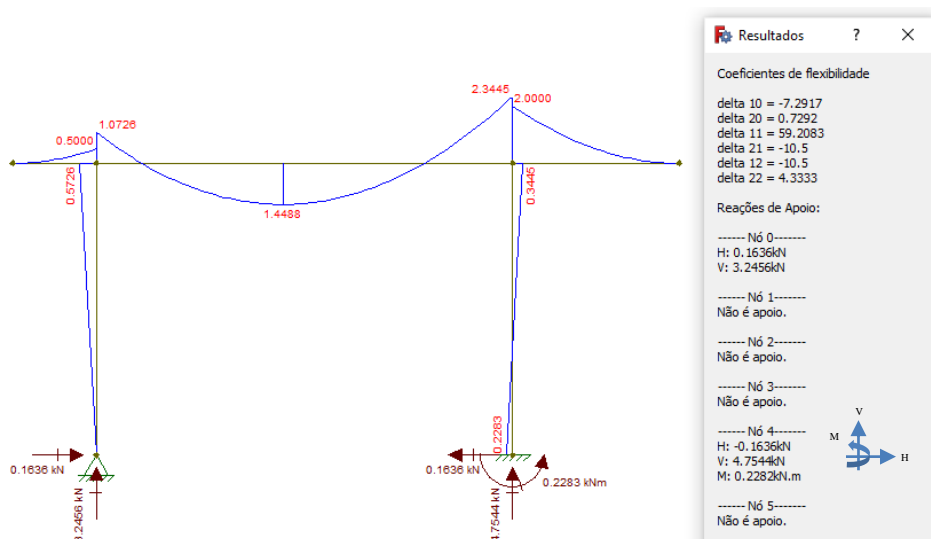 2.3445
2.0000
1.0726
0.5000
0.5726
0.3445
1.4488
0.2283
0.1636 kN
0.1636 kN
0.2283 kNm
3.2456 kN
4.7544 kN
Resultados ? X
Coeficientes de flexibilidade
delta 10 = -7.2917
delta 20 = 0.7292
delta 11 = 59.2083
delta 21 = -10.5
delta 12 = -10.5
delta 22 = 4.3333
Reações de Apoio:
------ Nó 0-------
H: 0.1636kN
V: 3.2456kN
------ Nó 1-------
Não é apoio.
------ Nó 2-------
Não é apoio.
------ Nó 3-------
Não é apoio.
------ Nó 4-------
H: -0.1636kN
V: 4.7544kN
M: 0.2282kN.m
V
M
H
------ Nó 5-------
Não é apoio.